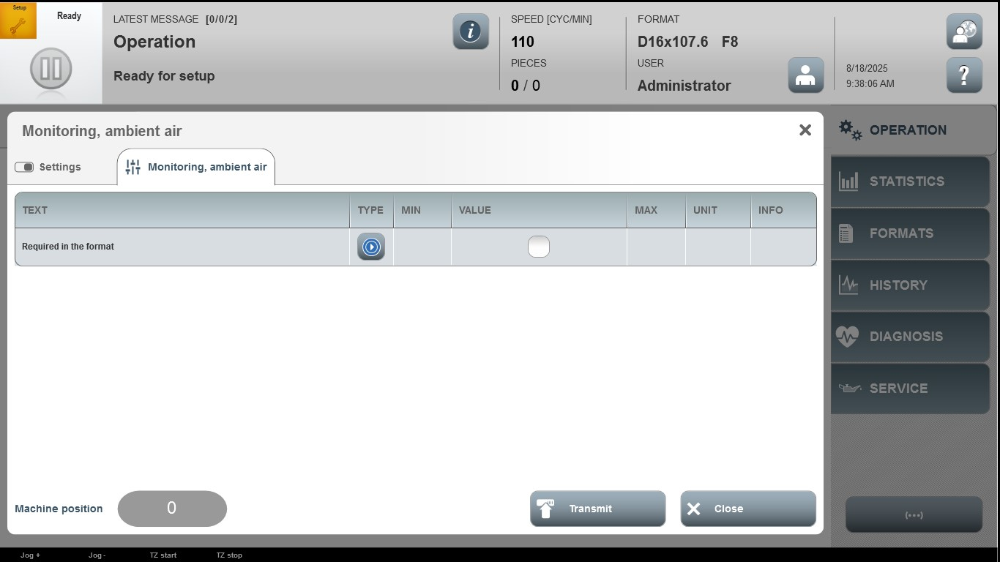 Setup
Ready
LATEST MESSAGE [0/0/2]
Operation
Ready for setup
i
SPEED [CYC/MIN]
110
PIECES
0 / 0
FORMAT
D16x107.6 F8
USER
Administrator
8/18/2025
9:38:06 AM
?
Monitoring, ambient air
Settings
Monitoring, ambient air
TEXT TYPE MIN VALUE MAX UNIT INFO
Required in the format
Machine position 0
Transmit
Close
OPERATION
STATISTICS
FORMATS
HISTORY
DIAGNOSIS
SERVICE
(•••)
Jog + Jog - TZ start TZ stop